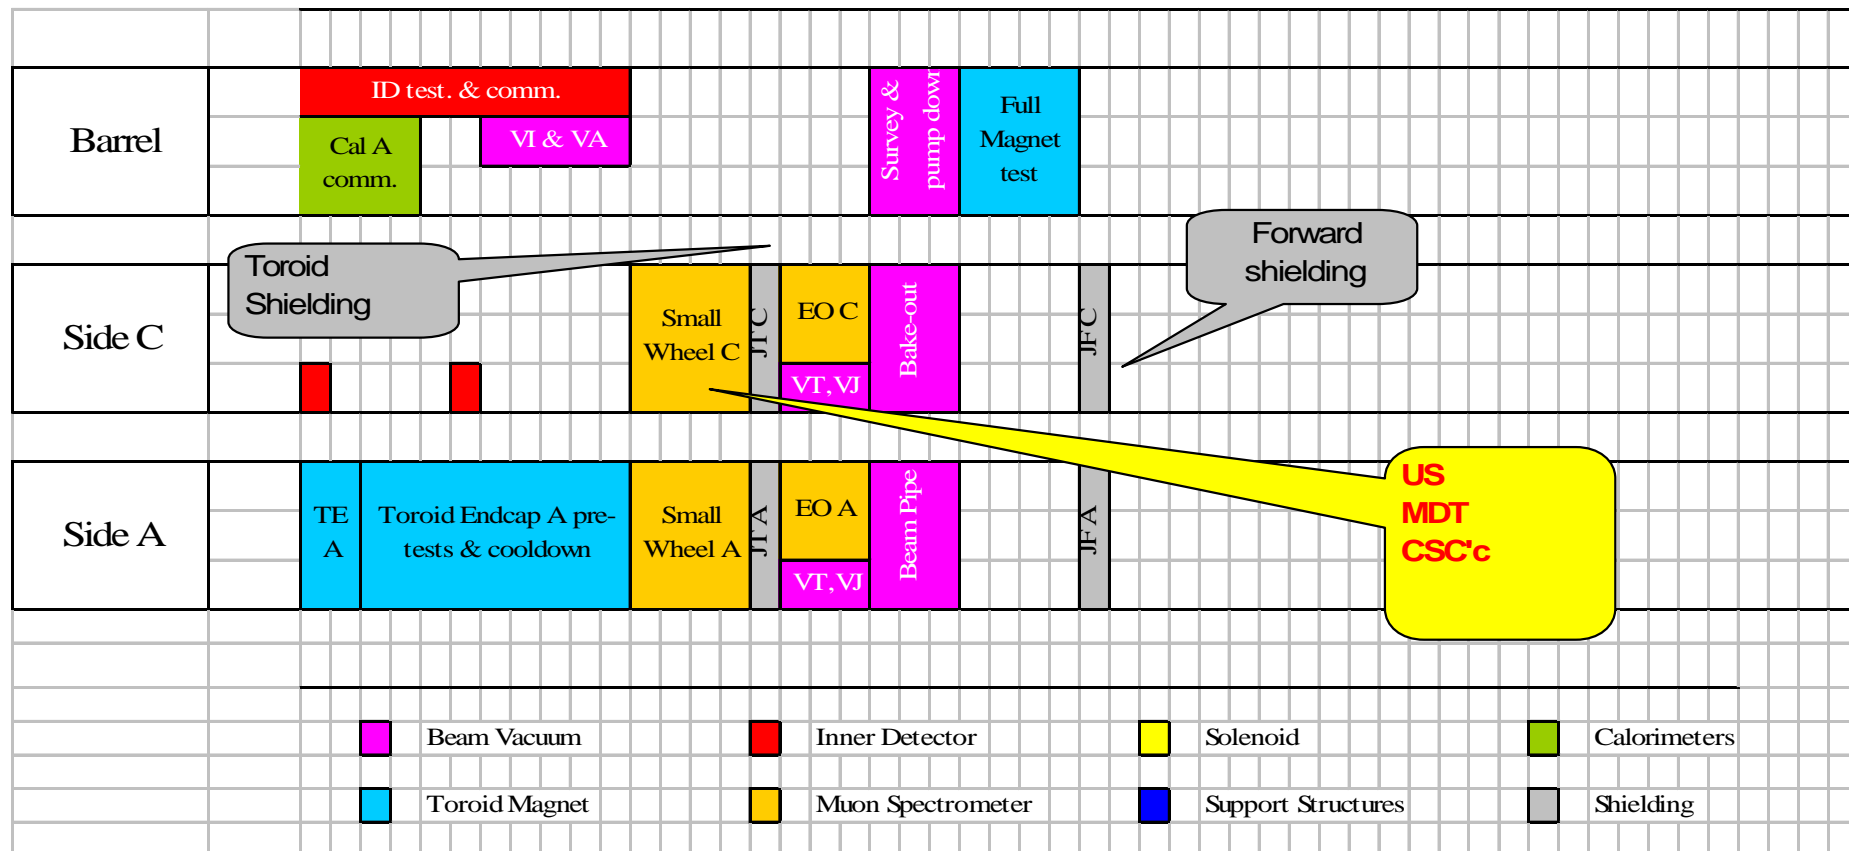 ID test. & comm.
Barrel
Cal A
comm.
VI & VA
Survey &
pump down
Full
Magnet
test
Toroid
Shielding
Forward
shielding
Side C
Small
Wheel C
JT C
EO C
VT, VJ
Bake-out
JF C
Side A
TE
A
Toroid Endcap A pre-
tests & cooldown
Small
Wheel A
JT A
EO A
VT, VJ
Beam Pipe
JF A
US
MDT
CSC'c
Beam Vacuum
Inner Detector
Solenoid
Calorimeters
Toroid Magnet
Muon Spectrometer
Support Structures
Shielding